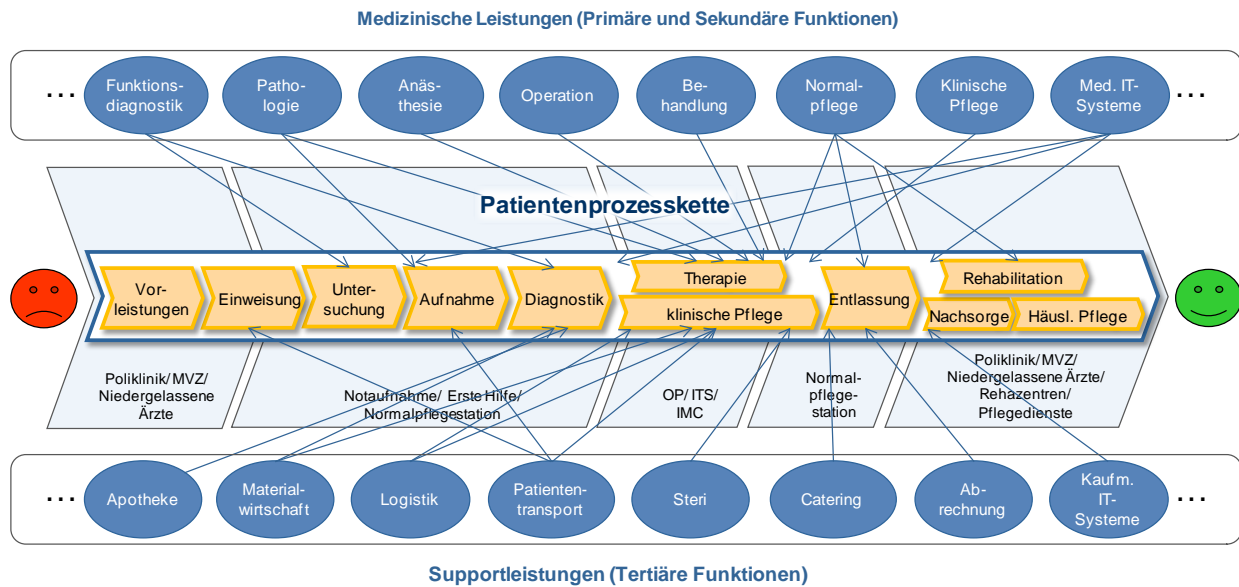 Medizinische Leistungen (Primäre und Sekundäre Funktionen)
...
Funktions-
diagnostik
Patho-
logie
Anäs-
thesie
Operation
Be-
handlung
Normal-
pflege
Klinische
Pflege
Med. IT-
Systeme
...
Patientenprozesskette
Vor-
leistungen
Einweisung
Unter-
suchung
Aufnahme
Diagnostik
Therapie
klinische Pflege
Entlassung
Rehabilitation
Nachsorge
Häusl. Pflege
Poliklinik/ MVZ/
Niedergelassene
Ärzte
Notaufnahme/ Erste Hilfe/
Normalpflegestation
OP/ ITS/
IMC
Normal-
pflege-
station
Poliklinik/ MVZ/
Niedergelassene Ärzte/
Rehazentren/
Pflegedienste
...
Apotheke
Material-
wirtschaft
Logistik
Patienten-
transport
Steri
Catering
Ab-
rechnung
Kaufm.
IT-
Systeme
...
Supportleistungen (Tertiäre Funktionen)